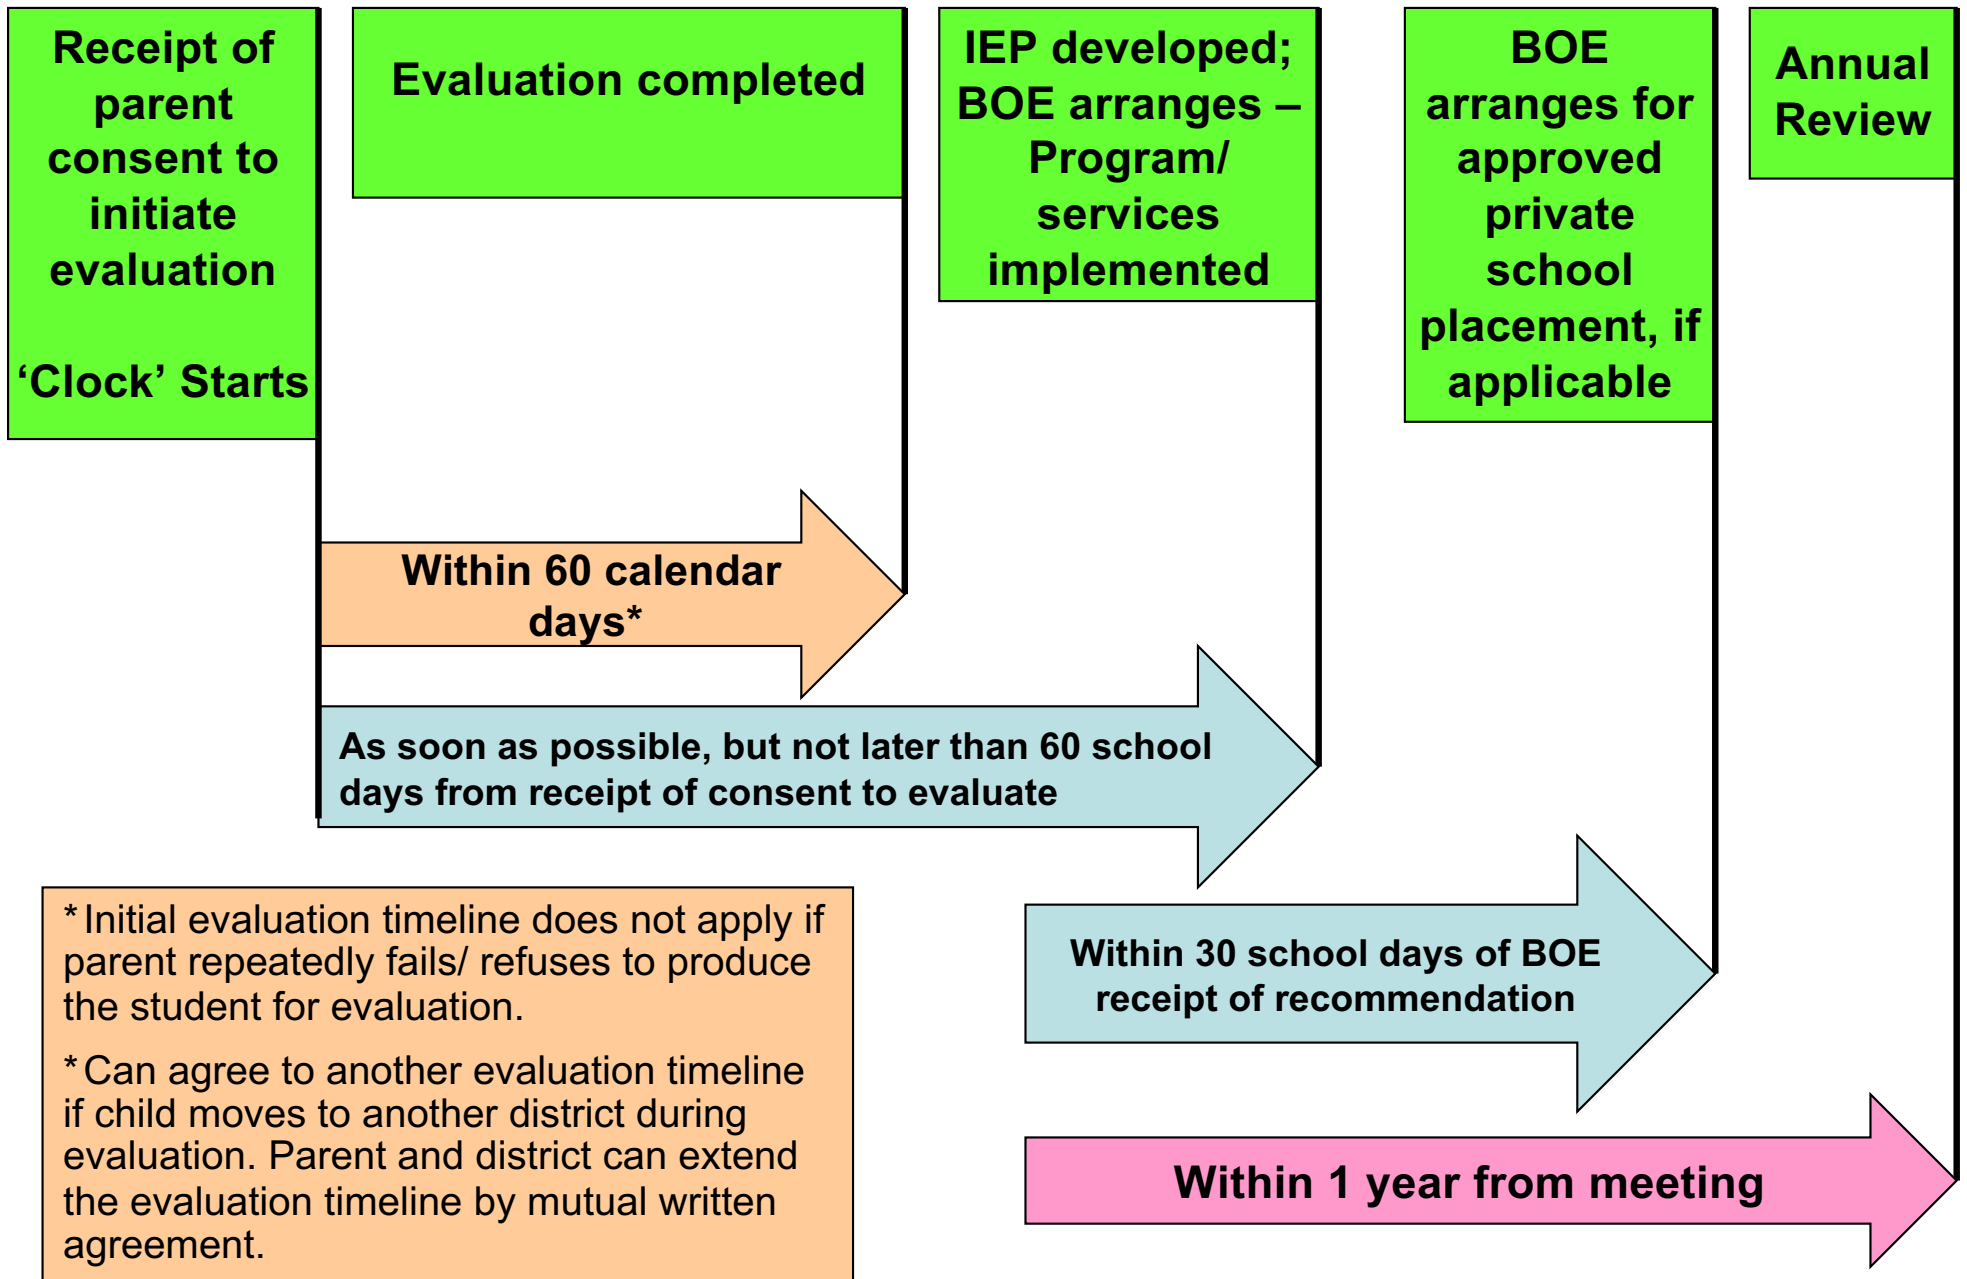 Receipt of
parent
consent to
initiate
evaluation
‘Clock’ Starts
Evaluation completed
IEP developed;
BOE arranges –
Program/
services
implemented
BOE
arranges for
approved
private
school
placement, if
applicable
Annual
Review
Within 60 calendar
days*
As soon as possible, but not later than 60 school
days from receipt of consent to evaluate
Within 30 school days of BOE
receipt of recommendation
Within 1 year from meeting
*Initial evaluation timeline does not apply if
parent repeatedly fails/ refuses to produce
the student for evaluation.
*Can agree to another evaluation timeline
if child moves to another district during
evaluation. Parent and district can extend
the evaluation timeline by mutual written
agreement.